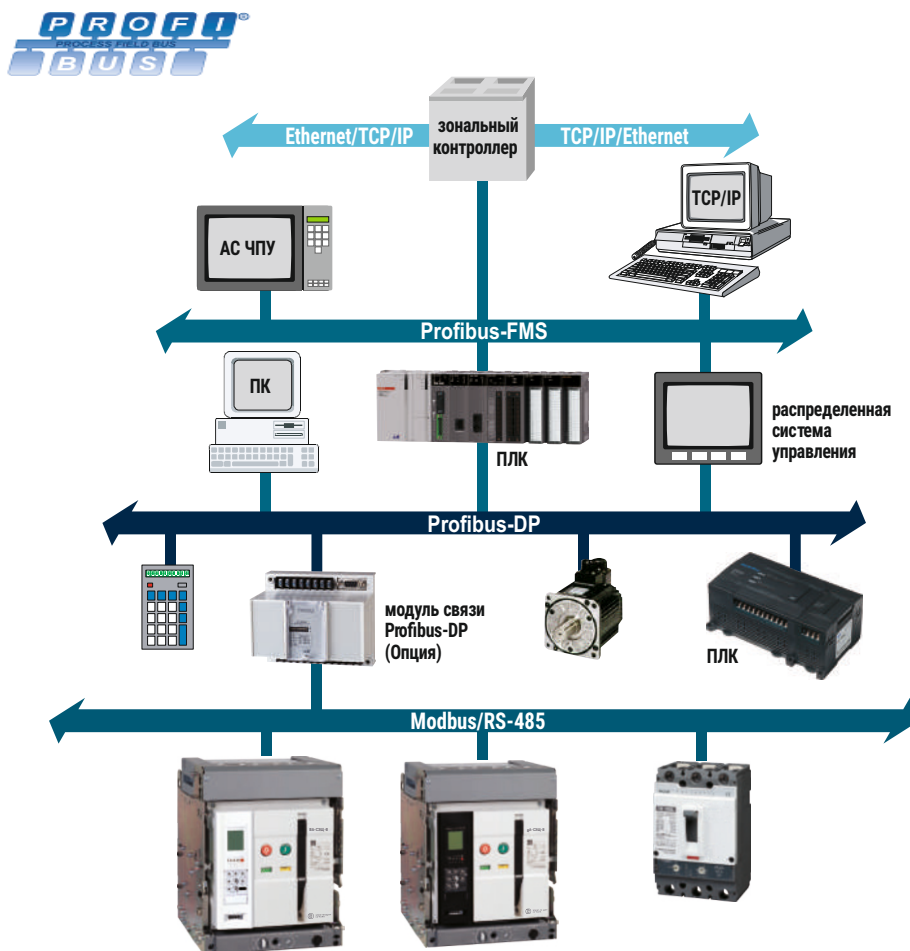 PROFI®
PROCESS FIELD BUS
BUS
Ethernet/TCP/IP
зональный
контроллер
TCP/IP/Ethernet
АС ЧПУ
TCP/IP
Profibus-FMS
ПК
ПЛК
распределенная
система
управления
Profibus-DP
модуль связи
Profibus-DP
(Опция)
ПЛК
Modbus/RS-485